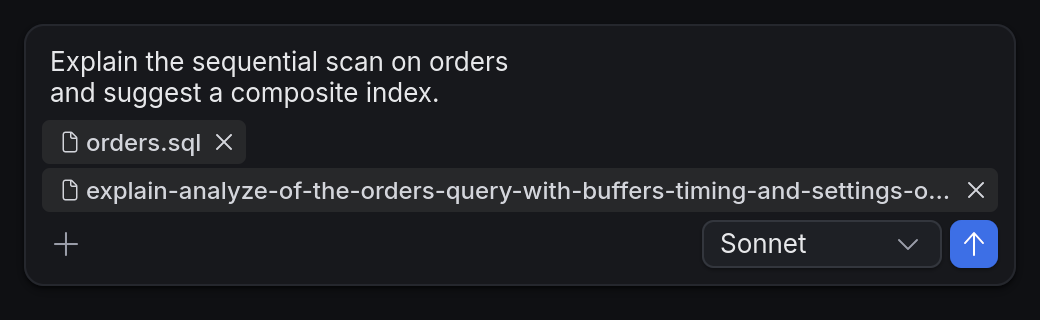 Explain the sequential scan on orders
and suggest a composite index.
orders.sql
explain-analyze-of-the-orders-query-with-buffers-timing-and-settings-o...
Sonnet